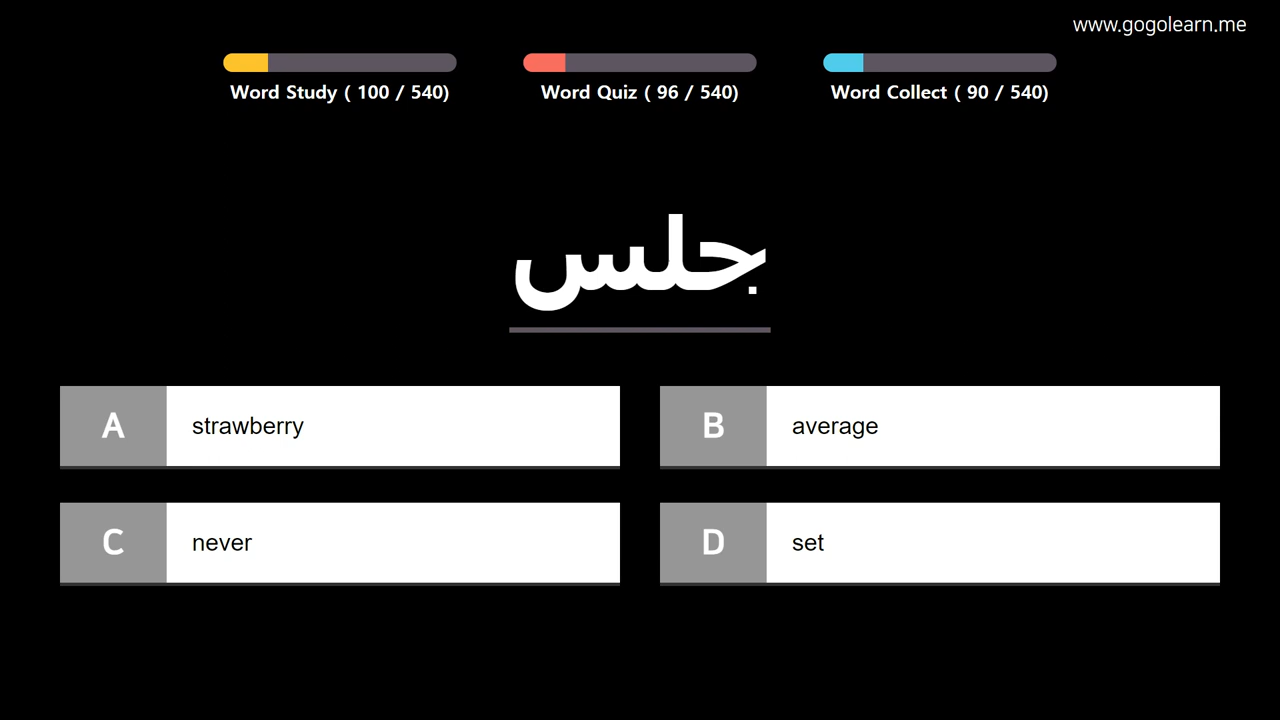 www.gogolearn.me
Word Study ( 100 / 540)
Word Quiz ( 96 / 540)
Word Collect ( 90 / 540)
جلس
A strawberry
B average
C never
D set